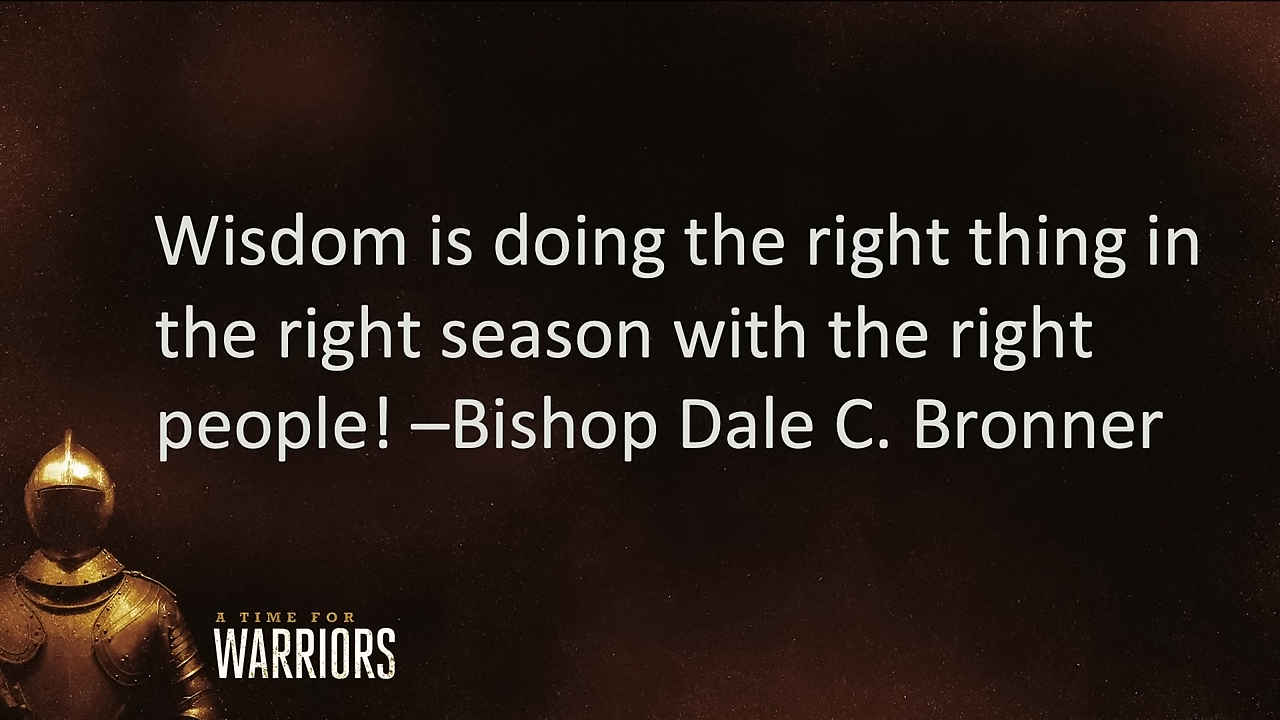 Wisdom is doing the right thing in
the right season with the right
people! –Bishop Dale C. Bronner
A TIME FOR
WARRIORS